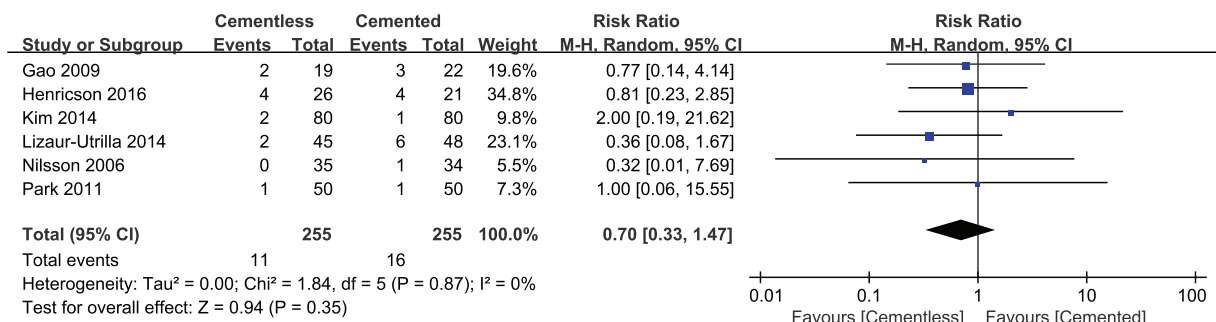 Cementless Cemented Risk Ratio Risk Ratio
Study or Subgroup Events Total Events Total Weight M-H, Random, 95% CI M-H, Random, 95% CI
Gao 2009 2 19 3 22 19.6% 0.77 [0.14, 4.14]
Henricson 2016 4 26 4 21 34.8% 0.81 [0.23, 2.85]
Kim 2014 2 80 1 80 9.8% 2.00 [0.19, 21.62]
Lizaur-Utrilla 2014 2 45 6 48 23.1% 0.36 [0.08, 1.67]
Nilsson 2006 0 35 1 34 5.5% 0.32 [0.01, 7.69]
Park 2011 1 50 1 50 7.3% 1.00 [0.06, 15.55]
Total (95% CI) 255 255 100.0% 0.70 [0.33, 1.47]
Total events 11 16
Heterogeneity: Tau² = 0.00; Chi² = 1.84, df = 5 (P = 0.87); I² = 0%
Test for overall effect: Z = 0.94 (P = 0.35)
0.01 0.1 1 10 100
Favours [Cementless] Favours [Cemented]